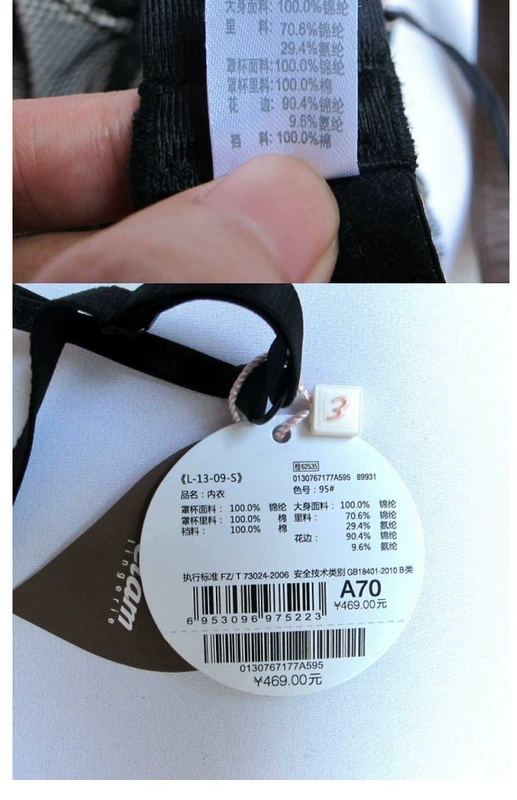 大身面料:100.0%锦纶
里 料: 70.6%锦纶
29.4%氨纶
罩杯面料:100.0%锦纶
罩杯里料:100.0%棉
花 边: 90.4%锦纶
9.6%氨纶
裆 料:100.0%棉
3
检62535
《L-13-09-S》 0130767177A595 89931
品名：内衣 色号：95#
罩杯面料： 100.0% 锦纶 大身面料： 100.0% 锦纶
罩杯里料： 100.0% 棉 里料： 70.6% 锦纶
裆料： 100.0% 棉 29.4% 氨纶
花边： 90.4% 锦纶
9.6% 氨纶
执行标准 FZ/T 73024-2006 安全技术类别 GB18401-2010 B类
A70
¥469.00元
6 953096 975223
0130767177A595
¥469.00元
lingerie